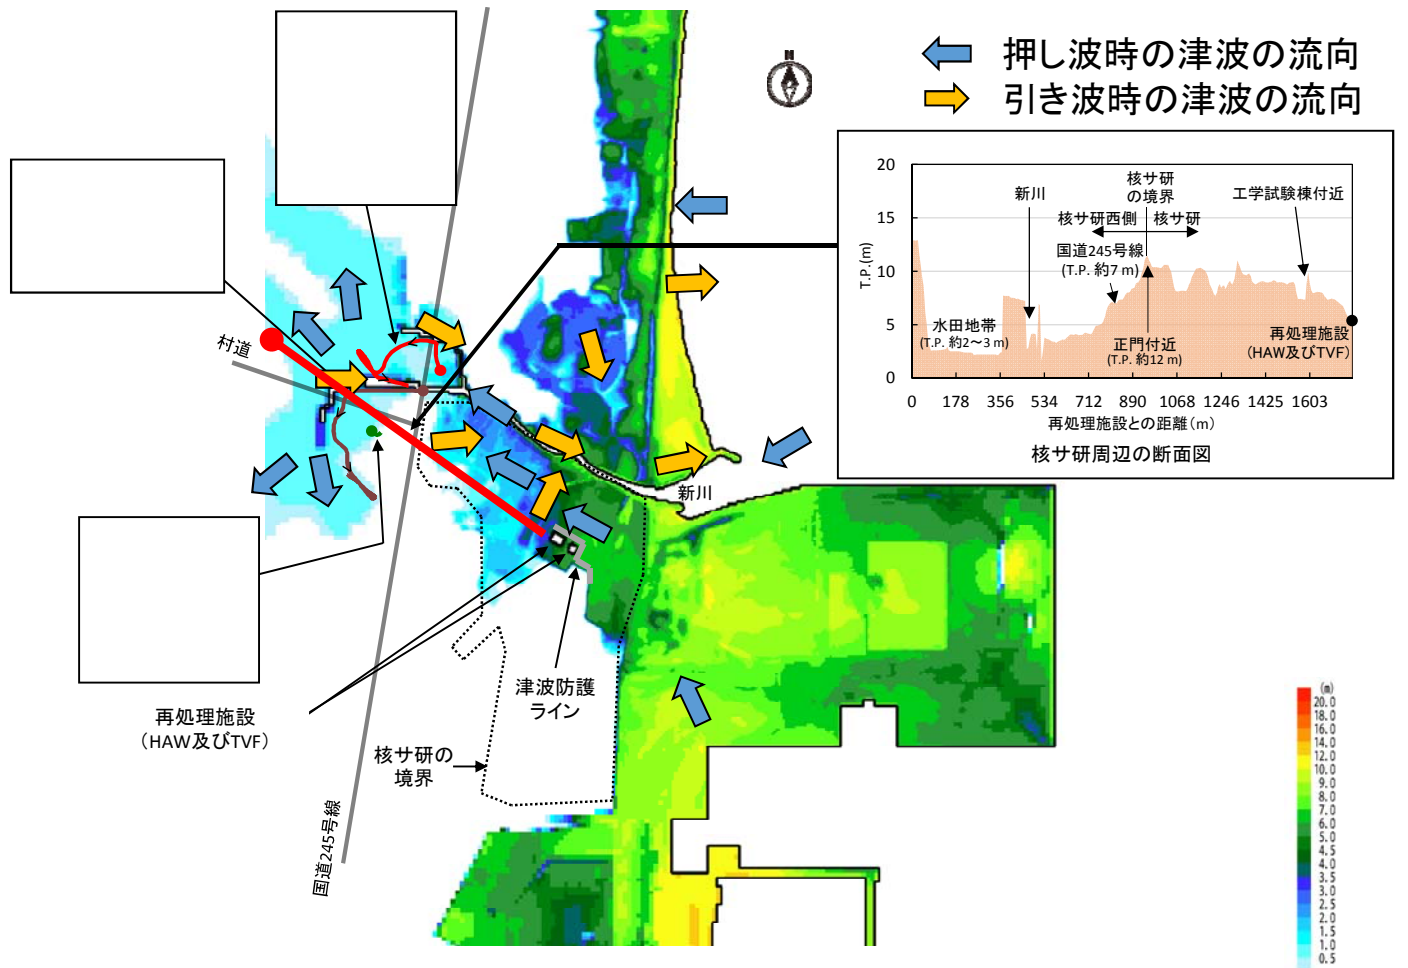 押し波時の津波の流向
引き波時の津波の流向
N
20
15
10
5
0
T.P.(m)
新川
核サ研
の境界
核サ研西側
核サ研
工学試験棟付近
国道245号線
(T.P. 約7 m)
水田地帯
(T.P. 約2～3 m)
正門付近
(T.P. 約12 m)
再処理施設
(HAW及びTVF)
0 178 356 534 712 890 1068 1246 1425 1603
再処理施設との距離(m)
核サ研周辺の断面図
村道
新川
津波防護
ライン
再処理施設
(HAW及びTVF)
核サ研の
境界
国道245号線
(m)
20.0
18.0
16.0
14.0
12.0
10.0
9.0
8.0
7.0
6.0
5.0
4.5
4.0
3.5
3.0
2.5
2.0
1.5
1.0
0.5